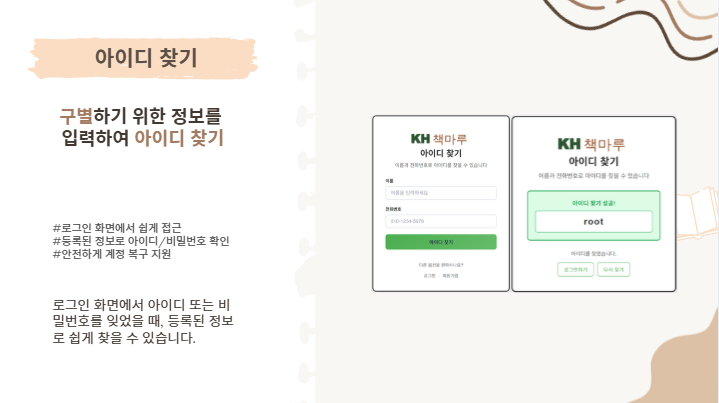 아이디 찾기
구별하기 위한 정보를
입력하여 아이디 찾기
#로그인 화면에서 쉽게 접근
#등록된 정보로 아이디/비밀번호 확인
#안전하게 계정 복구 지원
로그인 화면에서 아이디 또는 비
밀번호를 잊었을 때, 등록된 정보
로 쉽게 찾을 수 있습니다.
KH 책마루
아이디 찾기
이름과 전화번호로 아이디를 찾을 수 있습니다
이름
이름을 입력하세요
전화번호
010-1234-5678
아이디 찾기
로그인 회원가입
KH 책마루
아이디 찾기
이름과 전화번호로 아이디를 찾을 수 있습니다
아이디 찾기 성공!
root
아이디를 찾았습니다.
로그인하기 다시 찾기